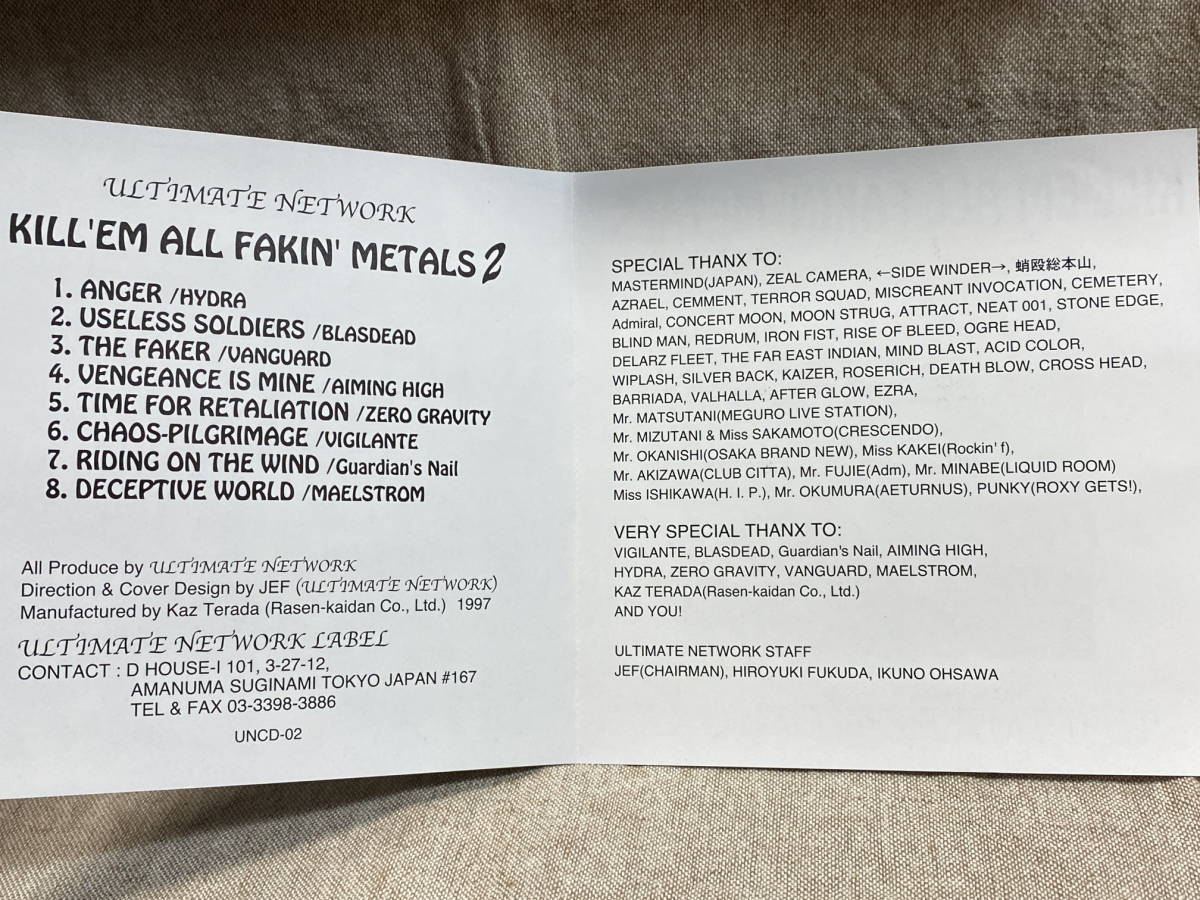 ULTIMATE NETWORK
KILL'EM ALL FAKIN' METALS 2
1. ANGER /HYDRA
2. USELESS SOLDIERS /BLASDEAD
3. THE FAKER /VANGUARD
4. VENGEANCE IS MINE /AIMING HIGH
5. TIME FOR RETALIATION /ZERO GRAVITY
6. CHAOS-PILGRIMAGE /VIGILANTE
7. RIDING ON THE WIND /Guardian's Nail
8. DECEPTIVE WORLD /MAELSTROM
All Produce by ULTIMATE NETWORK
Direction & Cover Design by JEF (ULTIMATE NETWORK)
Manufactured by Kaz Terada (Rasen-kaidan Co., Ltd.) 1997
ULTIMATE NETWORK LABEL
CONTACT : D HOUSE-I 101, 3-27-12,
AMANUMA SUGINAMI TOKYO JAPAN #167
TEL & FAX 03-3398-3886
UNCD-02
SPECIAL THANX TO:
MASTERMIND(JAPAN), ZEAL CAMERA, ←SIDE WINDER→, 蛸殴総本山,
AZRAEL, CEMMENT, TERROR SQUAD, MISCREANT INVOCATION, CEMETERY,
Admiral, CONCERT MOON, MOON STRUG, ATTRACT, NEAT 001, STONE EDGE,
BLIND MAN, REDRUM, IRON FIST, RISE OF BLEED, OGRE HEAD,
DELARZ FLEET, THE FAR EAST INDIAN, MIND BLAST, ACID COLOR,
WIPLASH, SILVER BACK, KAIZER, ROSERICH, DEATH BLOW, CROSS HEAD,
BARRIADA, VALHALLA, AFTER GLOW, EZRA,
Mr. MATSUTANI(MEGURO LIVE STATION),
Mr. MIZUTANI & Miss SAKAMOTO(CRESCENDO),
Mr. OKANISHI(OSAKA BRAND NEW), Miss KAKEI(Rockin' f),
Mr. AKIZAWA(CLUB CITTA), Mr. FUJIE(Adm), Mr. MINABE(LIQUID ROOM)
Miss ISHIKAWA(H. I. P.), Mr. OKUMURA(AETURNUS), PUNKY(ROXY GETS!),
VERY SPECIAL THANX TO:
VIGILANTE, BLASDEAD, Guardian's Nail, AIMING HIGH,
HYDRA, ZERO GRAVITY, VANGUARD, MAELSTROM,
KAZ TERADA(Rasen-kaidan Co., Ltd.)
AND YOU!
ULTIMATE NETWORK STAFF
JEF(CHAIRMAN), HIROYUKI FUKUDA, IKUNO OHSAWA